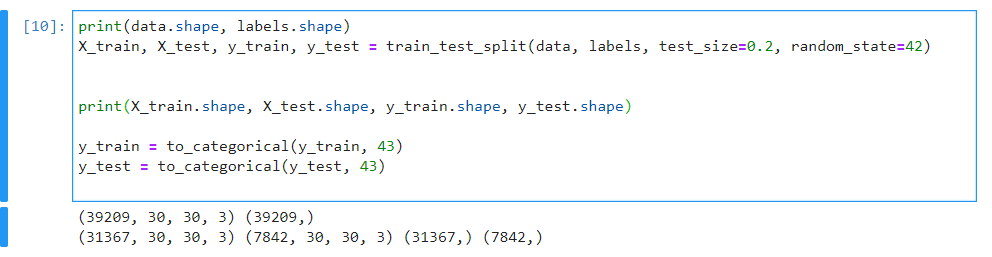 [10]: print(data.shape, labels.shape)
X_train, X_test, y_train, y_test = train_test_split(data, labels, test_size=0.2, random_state=42)
print(X_train.shape, X_test.shape, y_train.shape, y_test.shape)
y_train = to_categorical(y_train, 43)
y_test = to_categorical(y_test, 43)
(39209, 30, 30, 3) (39209,)
(31367, 30, 30, 3) (7842, 30, 30, 3) (31367,) (7842,)